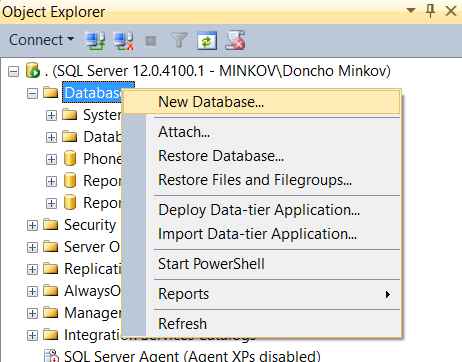 Object Explorer
Connect
. (SQL Server 12.0.4100.1 - MINKOV\Doncho Minkov)
Database
New Database...
System
Attach...
Datab
Restore Database...
Phone
Restore Files and Filegroups...
Repor
Repor
Deploy Data-tier Application...
Security
Import Data-tier Application...
Server O
Start PowerShell
Replicati
AlwaysO
Reports
Manager
Refresh
Integration Services Catalogs
SQL Server Agent (Agent XPs disabled)